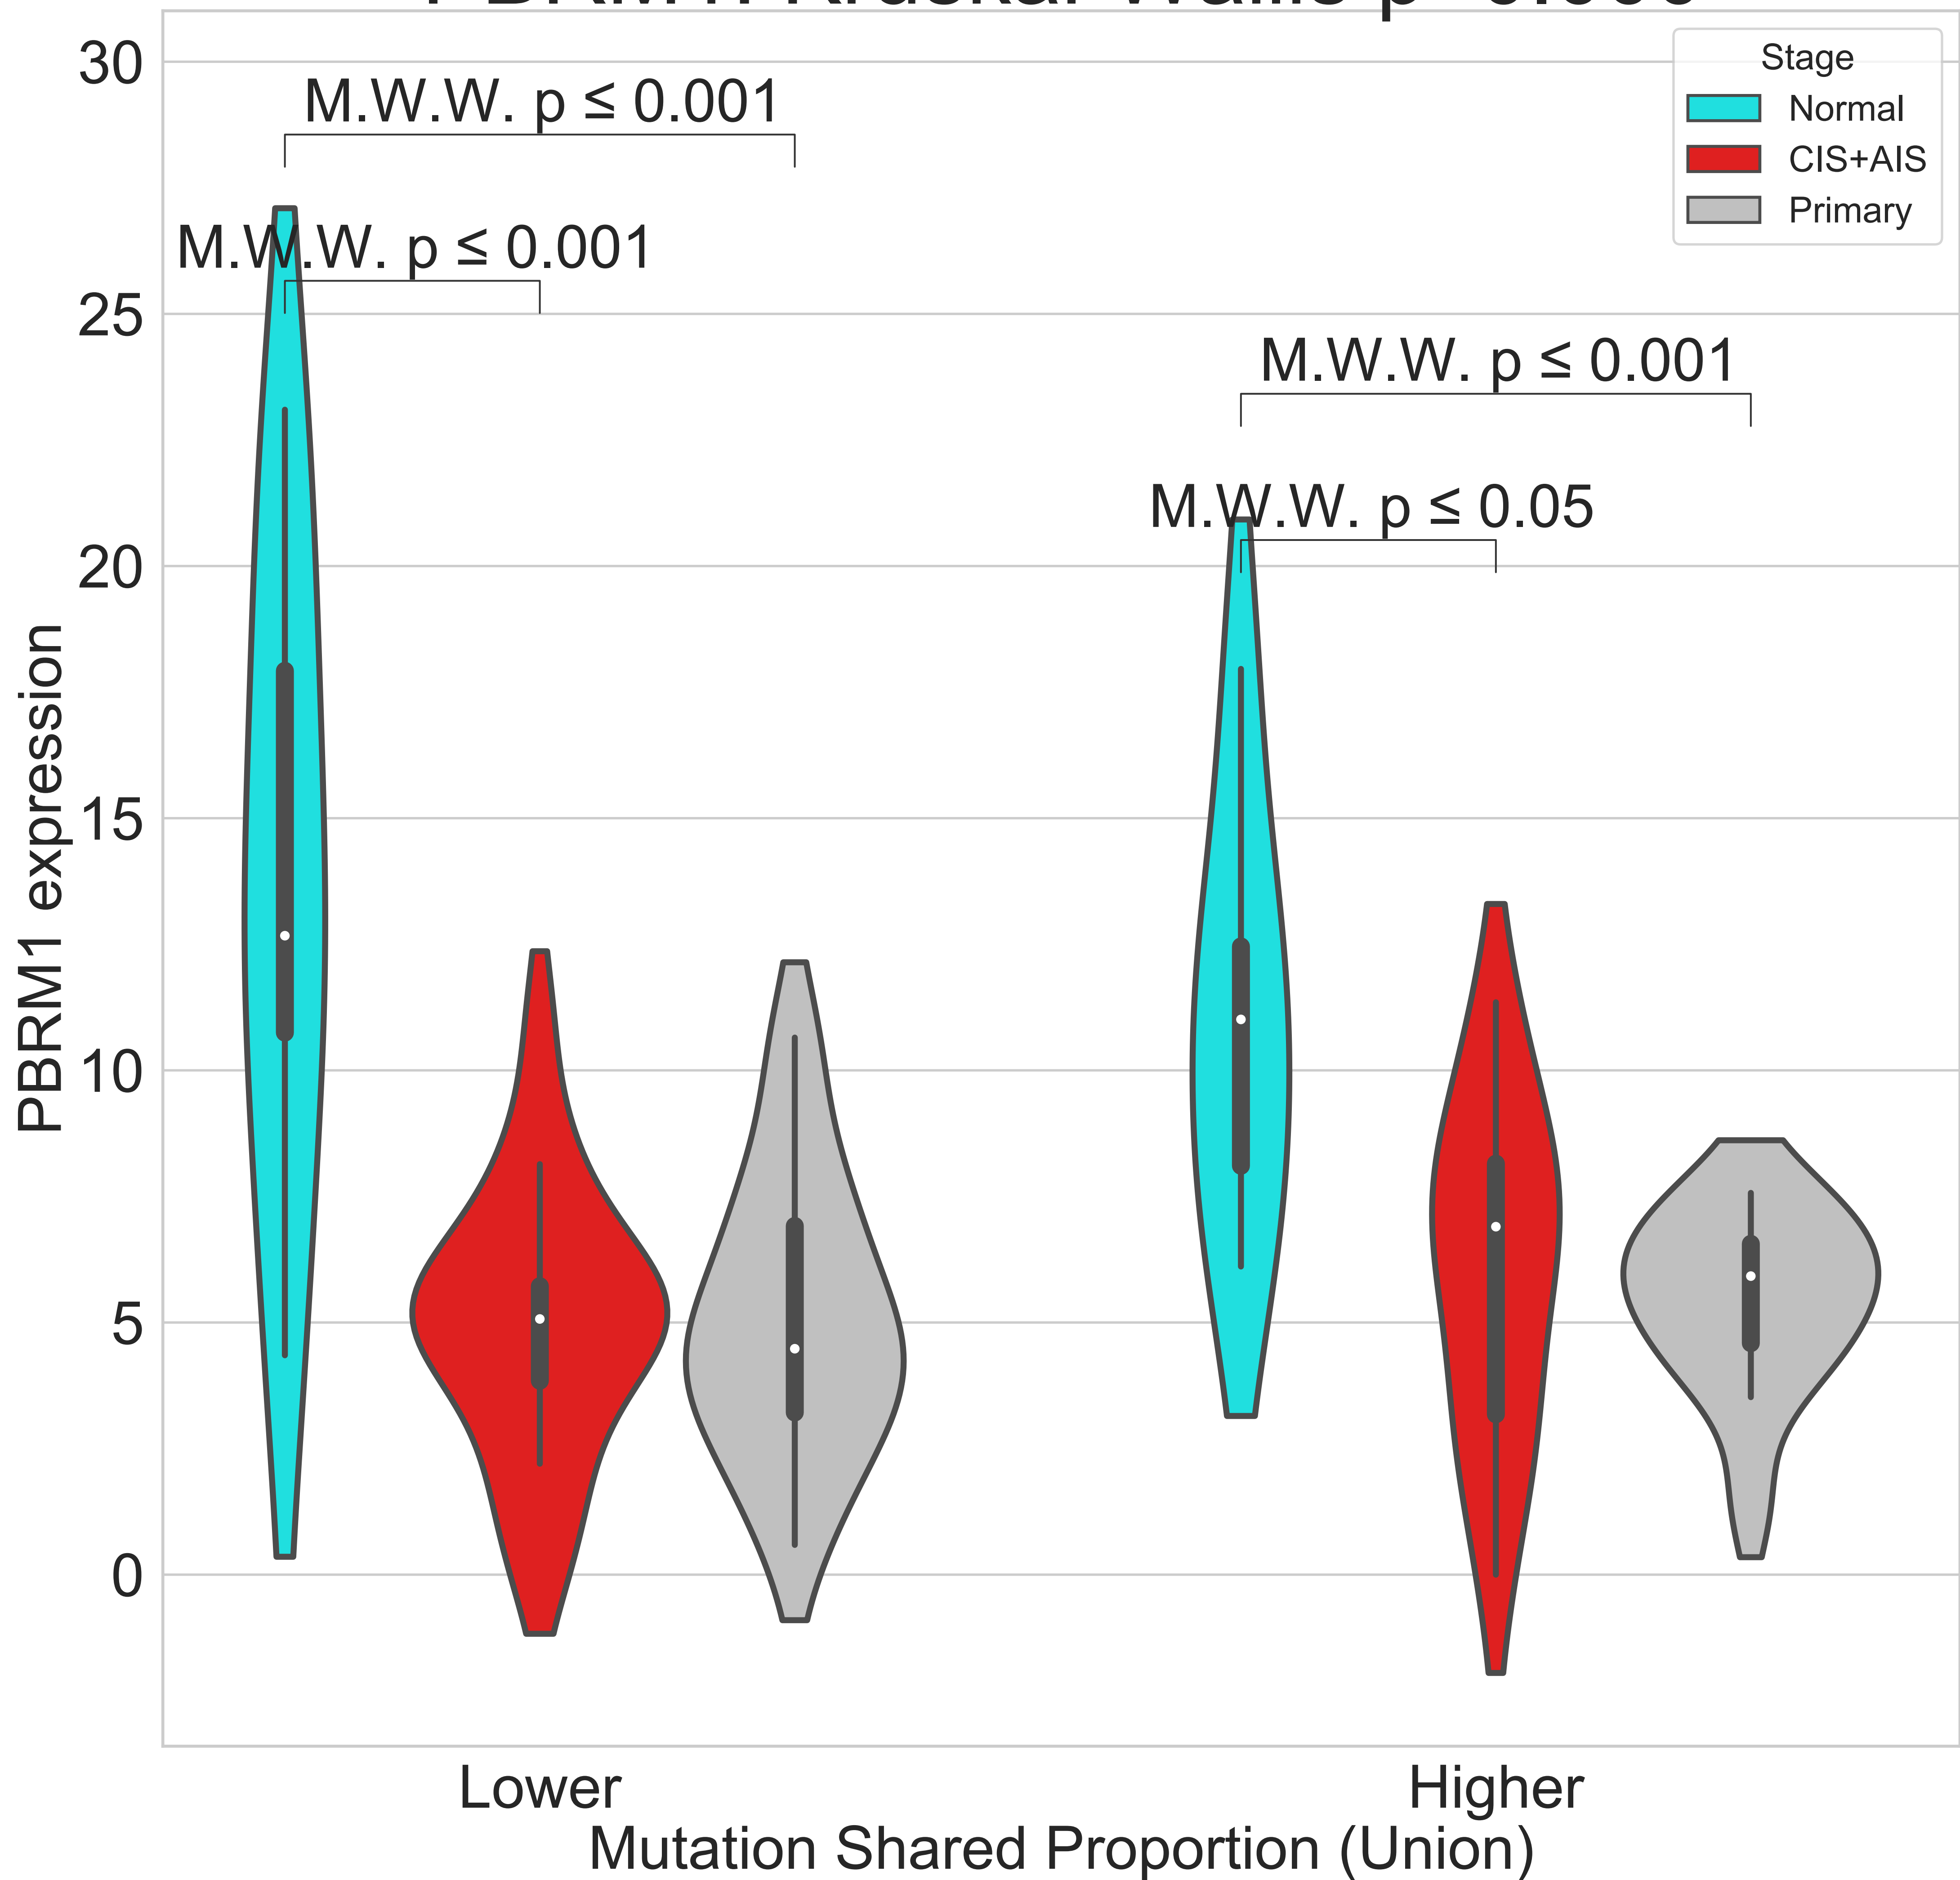 30
M.W.W. p ≤ 0.001
Stage
Normal
CIS+AIS
Primary
M.W.W. p ≤ 0.001
25
M.W.W. p ≤ 0.001
M.W.W. p ≤ 0.05
20
15
10
5
0
PBRM1 expression
Lower
Higher
Mutation Shared Proportion (Union)